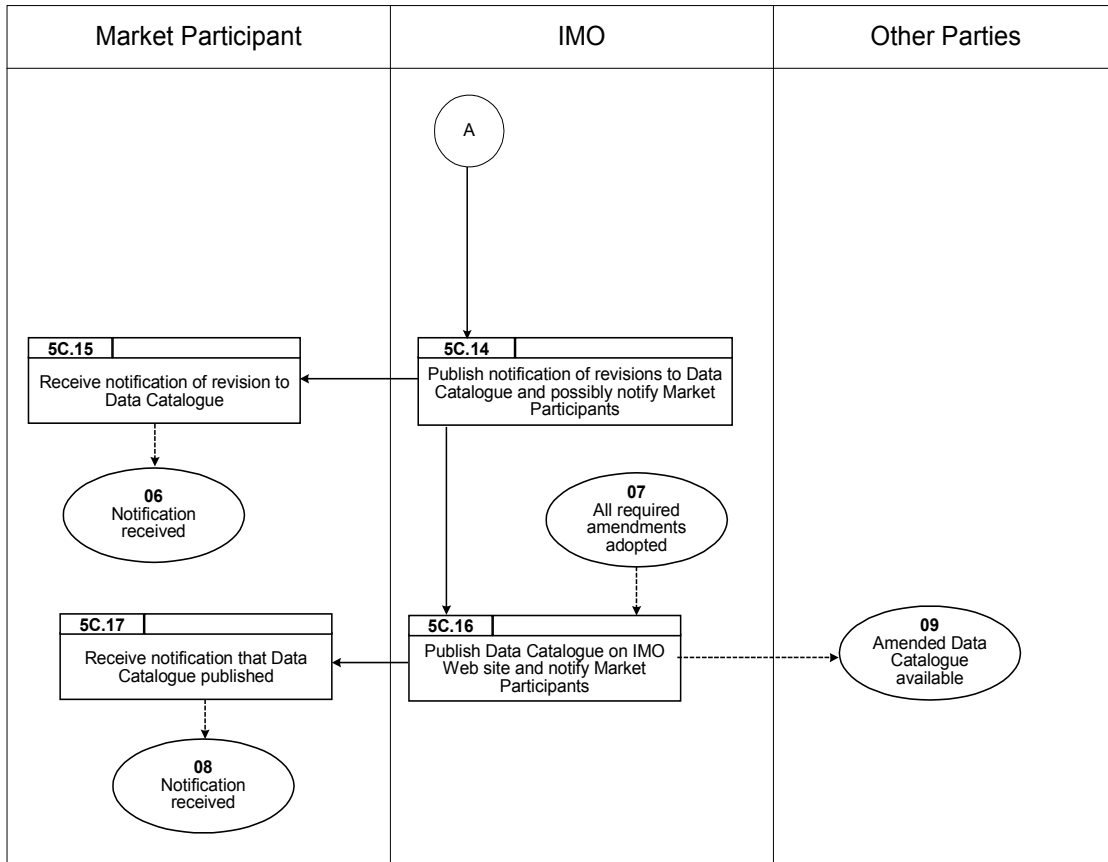 Market Participant
IMO
Other Parties
A
5C.15
Receive notification of revision to
Data Catalogue
5C.14
Publish notification of revisions to Data
Catalogue and possibly notify Market
Participants
06
Notification
received
07
All required
amendments
adopted
5C.17
Receive notification that Data
Catalogue published
5C.16
Publish Data Catalogue on IMO
Web site and notify Market
Participants
09
Amended Data
Catalogue
available
08
Notification
received